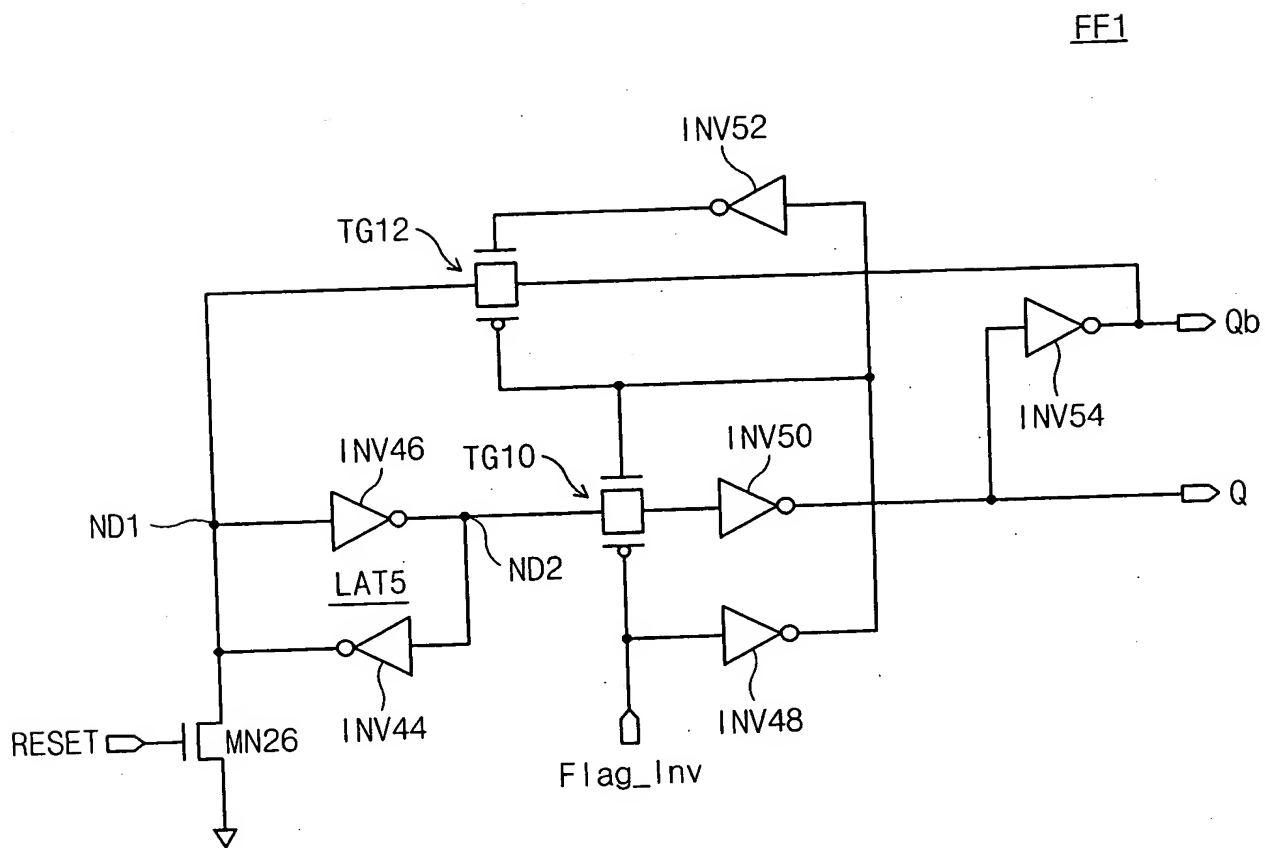 FF1
INV52
TG12
Qb
INV54
INV46
TG10
INV50
Q
ND1
ND2
LAT5
INV44
INV48
RESET
MN26
Flag_Inv